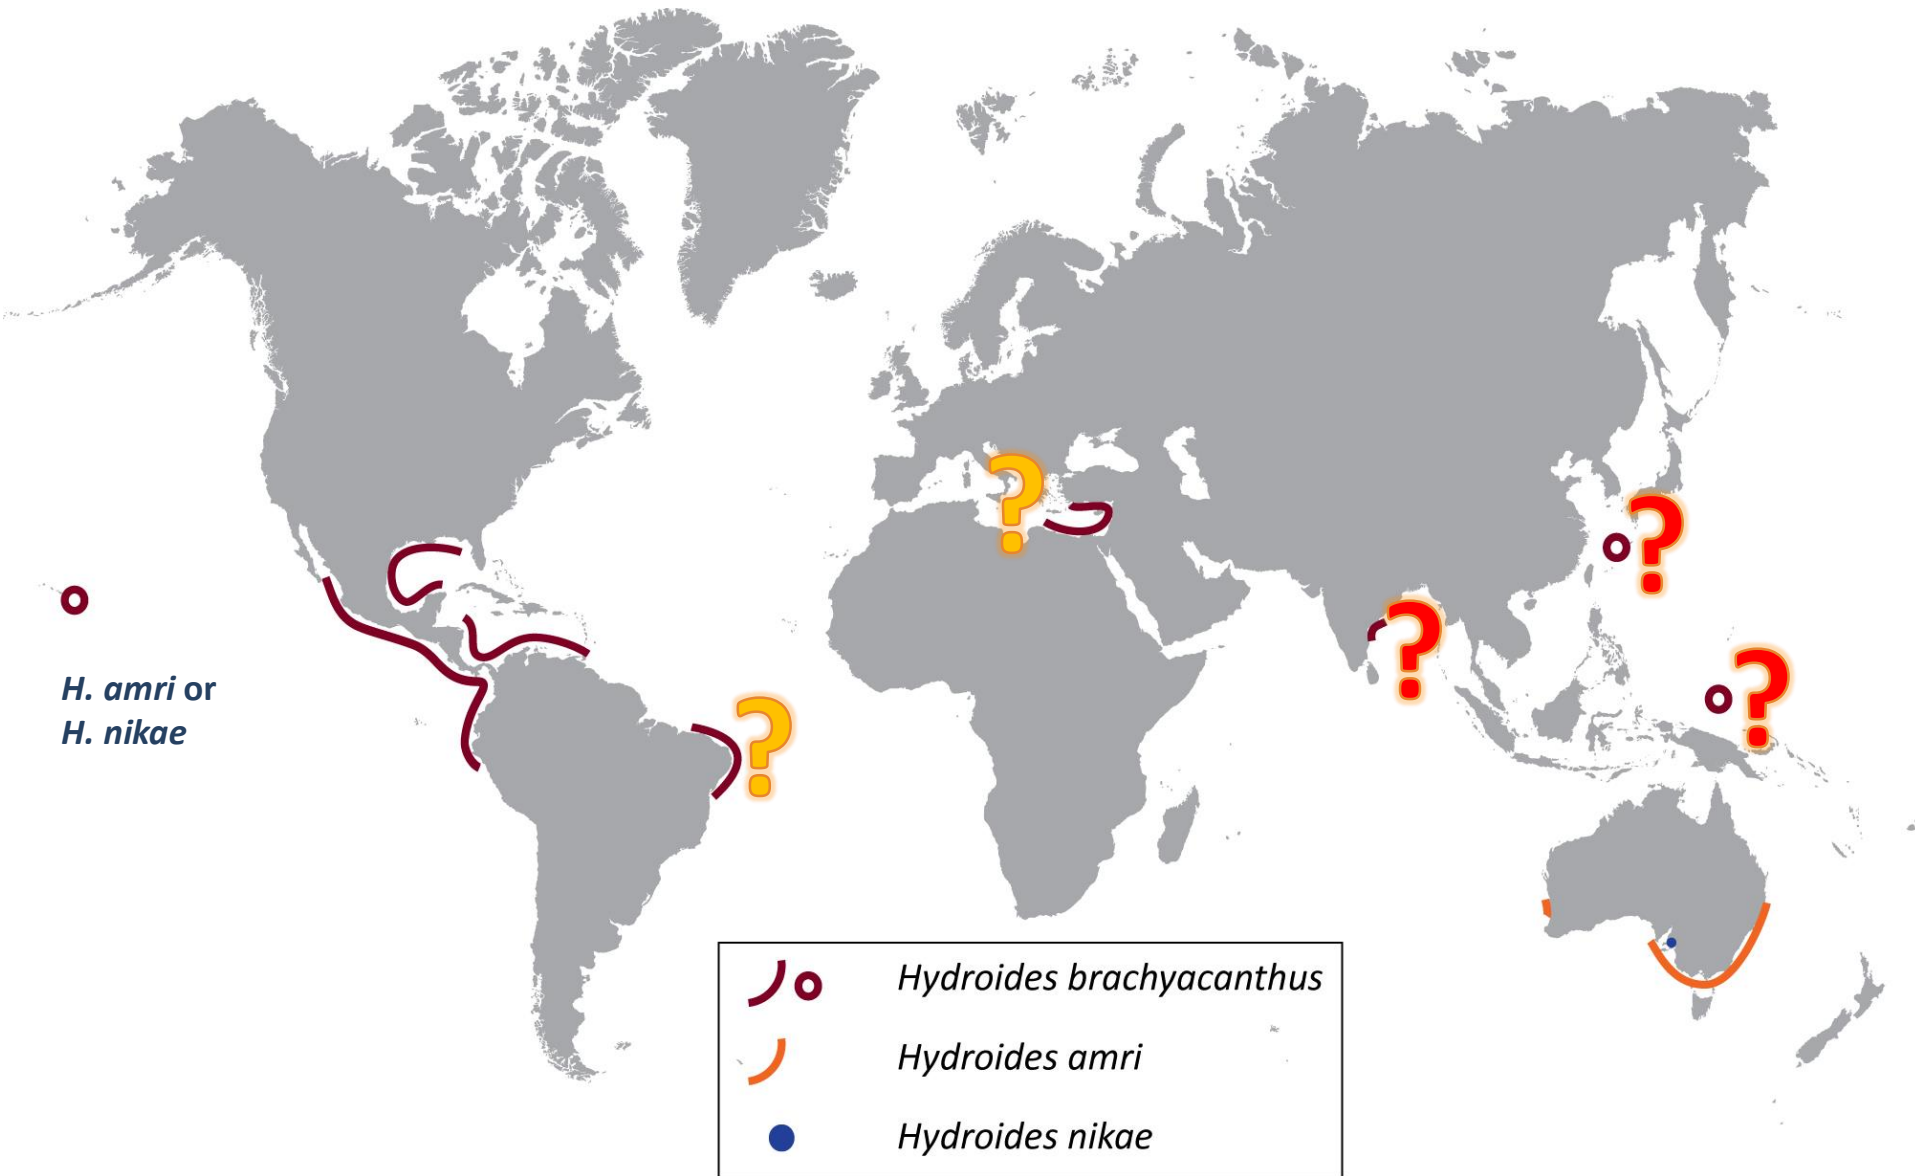 ?
?
?
?
?
H. amri or
H. nikae
Hydroides brachyacanthus
Hydroides amri
Hydroides nikae